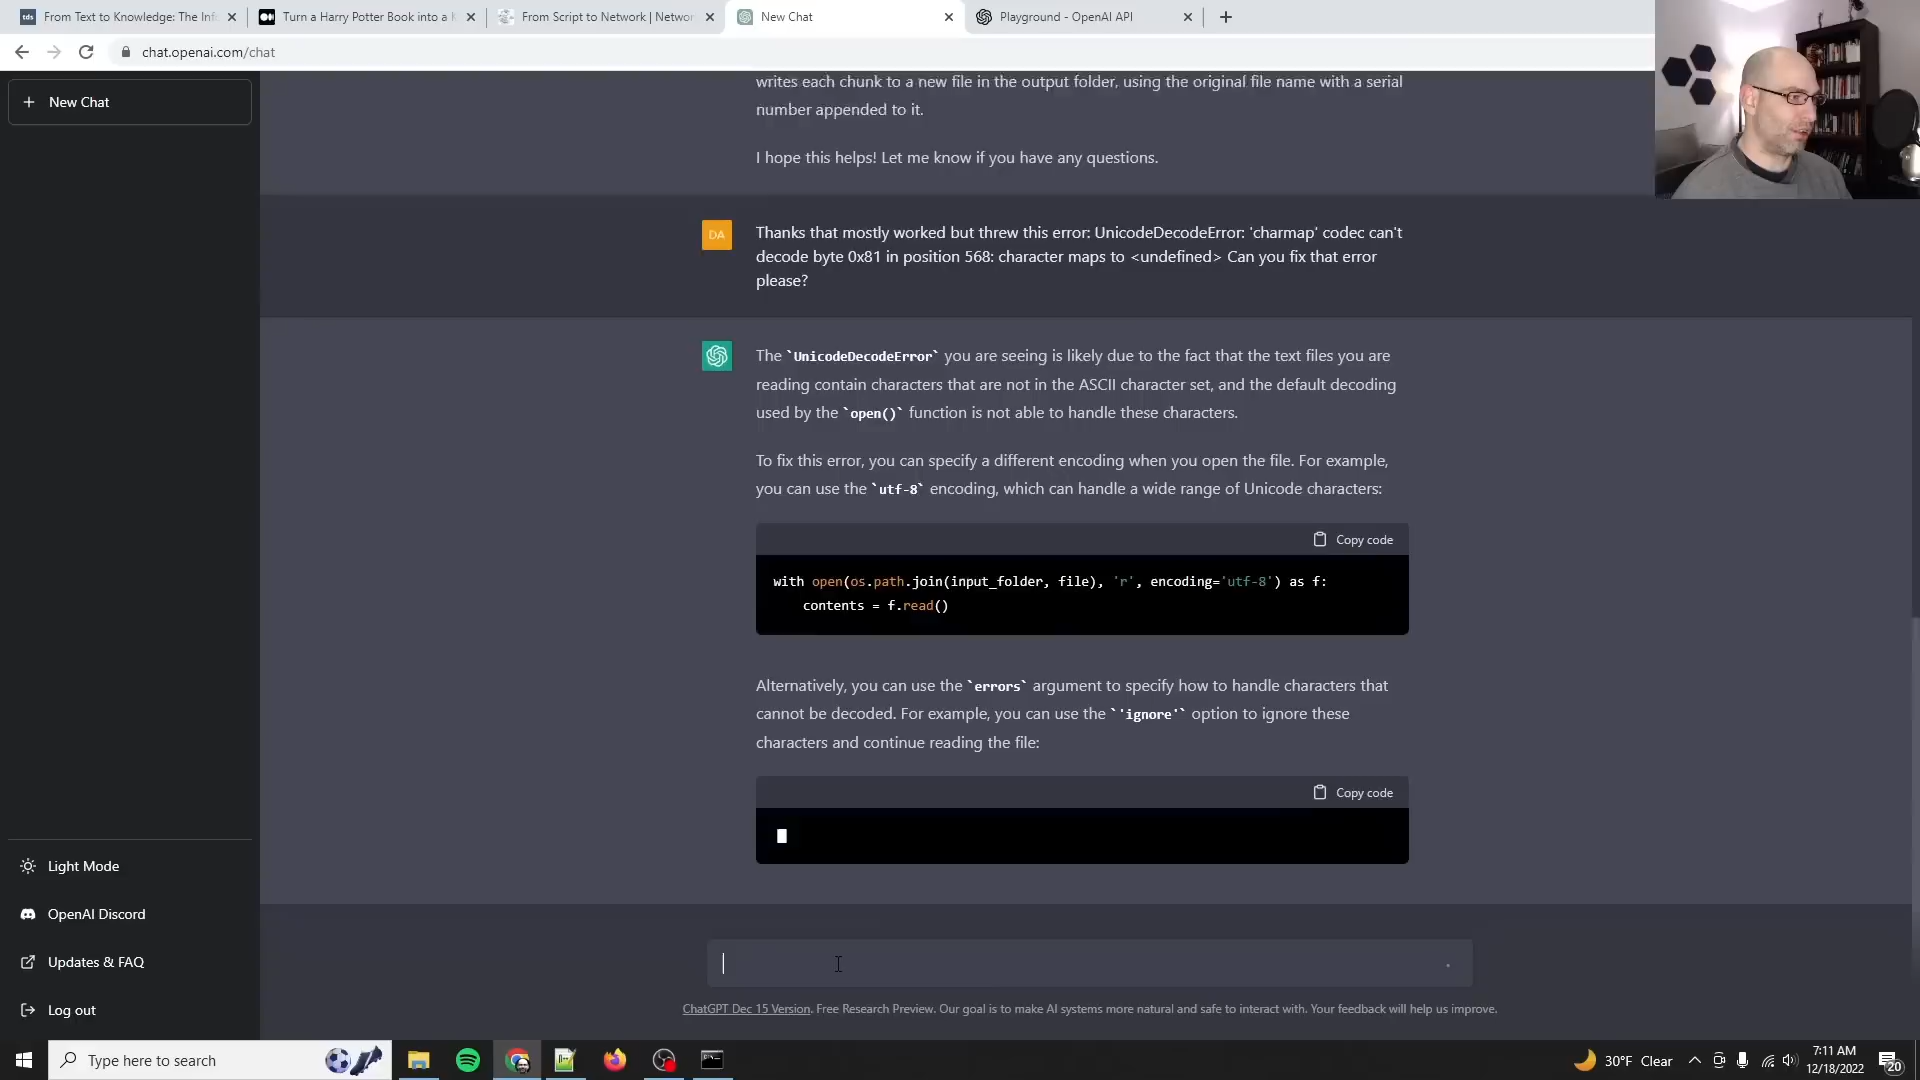 From Text to Knowledge: The Info
Turn a Harry Potter Book into a K
From Script to Network | Networ
New Chat
Playground - OpenAI API
chat.openai.com/chat
New Chat
writes each chunk to a new file in the output folder, using the original file name with a serial
number appended to it.
I hope this helps! Let me know if you have any questions.
DA
Thanks that mostly worked but threw this error: UnicodeDecodeError: 'charmap' codec can't
decode byte 0x81 in position 568: character maps to <undefined> Can you fix that error
please?
The `UnicodeDecodeError` you are seeing is likely due to the fact that the text files you are
reading contain characters that are not in the ASCII character set, and the default decoding
used by the `open()` function is not able to handle these characters.
To fix this error, you can specify a different encoding when you open the file. For example,
you can use the `utf-8` encoding, which can handle a wide range of Unicode characters:
Copy code
with open(os.path.join(input_folder, file), 'r', encoding='utf-8') as f:
contents = f.read()
Alternatively, you can use the `errors` argument to specify how to handle characters that
cannot be decoded. For example, you can use the `'ignore'` option to ignore these
characters and continue reading the file:
Copy code
Light Mode
OpenAI Discord
Updates & FAQ
Log out
ChatGPT Dec 15 Version. Free Research Preview. Our goal is to make AI systems more natural and safe to interact with. Your feedback will help us improve.
Type here to search
30°F Clear
7:11 AM
12/18/2022
20